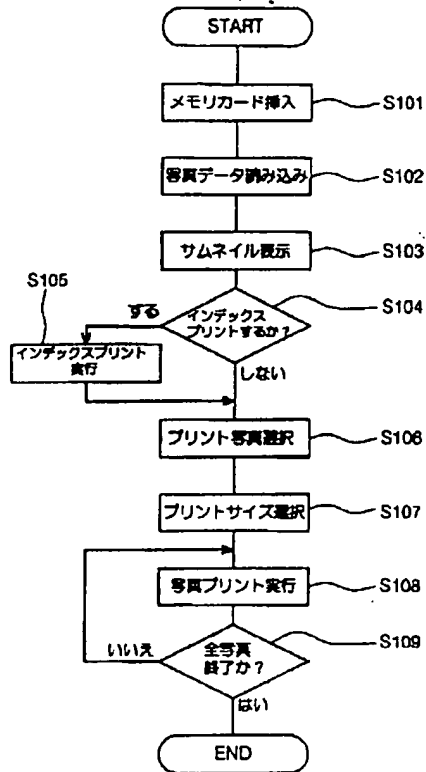 START
メモリカード挿入
S101
写真データ読み込み
S102
サムネイル表示
S103
S105
する
インデックス
プリントするか?
S104
インデックスプリント
実行
しない
プリント写真選択
S106
プリントサイズ選択
S107
写真プリント実行
S108
いいえ
全写真
終了か?
S109
はい
END